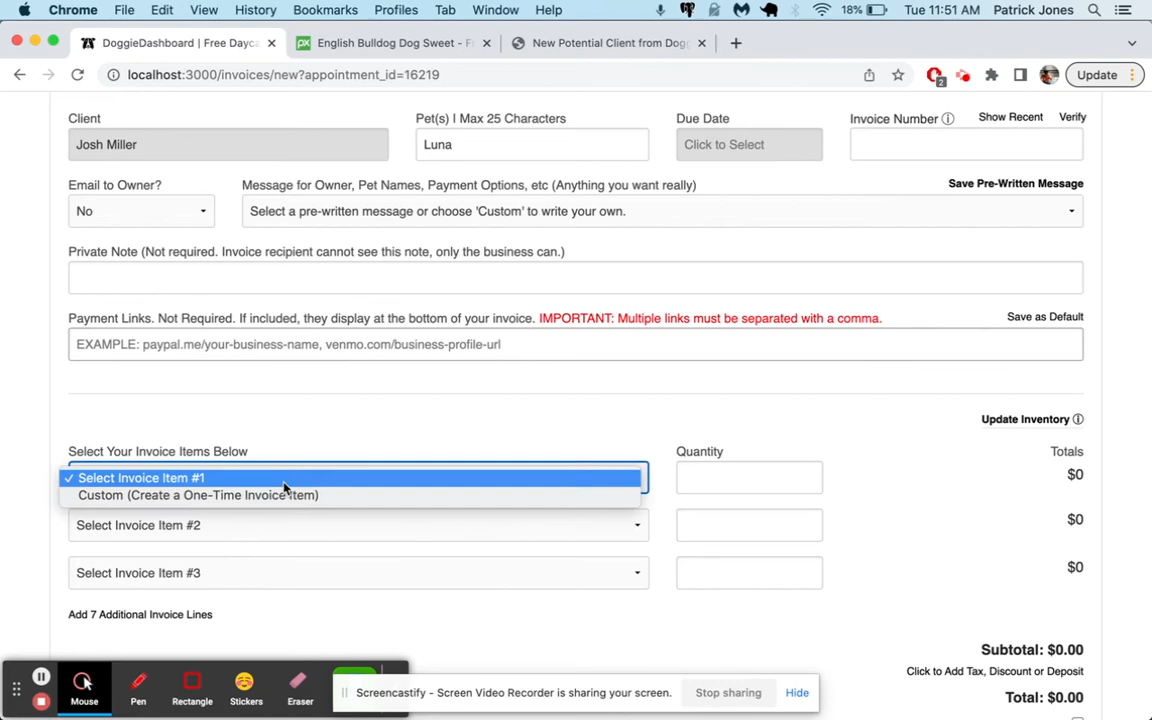 Chrome File Edit View History Bookmarks Profiles Tab Window Help 18% Tue 11:51 AM Patrick Jones
DoggieDashboard | Free Dayca
English Bulldog Dog Sweet - F
New Potential Client from Dogg
localhost:3000/invoices/new?appointment_id=16219
2
Update
Client
Pet(s) | Max 25 Characters
Due Date
Invoice Number
Show Recent
Verify
Josh Miller
Luna
Click to Select
Email to Owner?
Message for Owner, Pet Names, Payment Options, etc (Anything you want really)
Save Pre-Written Message
No
Select a pre-written message or choose 'Custom' to write your own.
Private Note (Not required. Invoice recipient cannot see this note, only the business can.)
Payment Links. Not Required. If included, they display at the bottom of your invoice. IMPORTANT: Multiple links must be separated with a comma.
Save as Default
EXAMPLE: paypal.me/your-business-name, venmo.com/business-profile-url
Update Inventory
Select Your Invoice Items Below
Quantity
Totals
✓ Select Invoice Item #1
$0
Custom (Create a One-Time Invoice Item)
Select Invoice Item #2
$0
Select Invoice Item #3
$0
Add 7 Additional Invoice Lines
Subtotal: $0.00
Click to Add Tax, Discount or Deposit
Total: $0.00
Mouse
Pen
Rectangle
Stickers
Eraser
Screencastify - Screen Video Recorder is sharing your screen.
Stop sharing
Hide